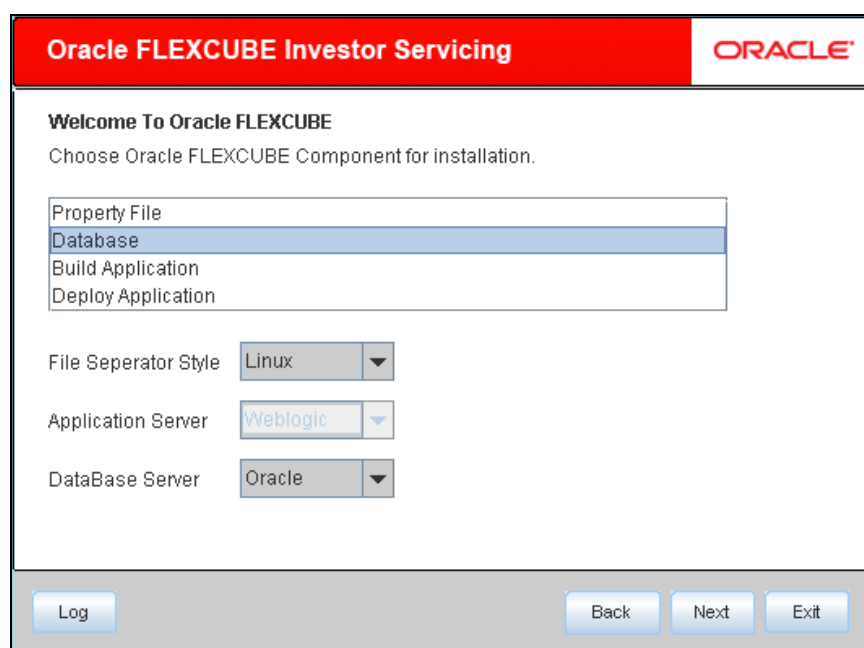 Oracle FLEXCUBE Investor Servicing
ORACLE
Welcome To Oracle FLEXCUBE
Choose Oracle FLEXCUBE Component for installation.
Property File
Database
Build Application
Deploy Application
File Seperator Style Linux
Application Server Weblogic
DataBase Server Oracle
Log Back Next Exit